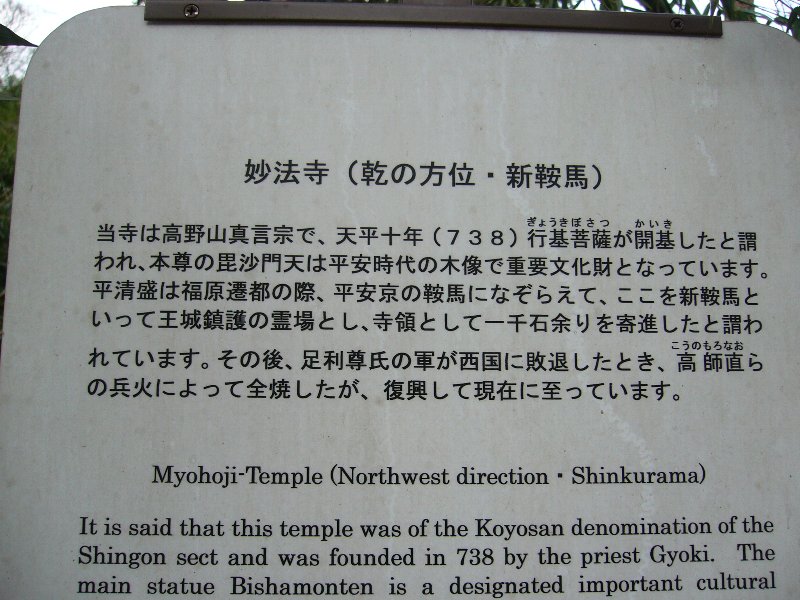 妙法寺（乾の方位・新鞍馬）
ぎょうきぼさつ かいき
当寺は高野山真言宗で、天平十年（７３８）行基菩薩が開基したと謂
われ、本尊の毘沙門天は平安時代の木像で重要文化財となっています。
平清盛は福原遷都の際、平安京の鞍馬になぞらえて、ここを新鞍馬と
いって王城鎮護の霊場とし、寺領として一千石余りを寄進したと謂わ
こうのもろなお
れています。その後、足利尊氏の軍が西国に敗退したとき、高師直ら
の兵火によって全焼したが、復興して現在に至っています。
Myohoji-Temple (Northwest direction・Shinkurama)
It is said that this temple was of the Koyosan denomination of the
Shingon sect and was founded in 738 by the priest Gyoki. The
main statue Bishamonten is a designated important cultural